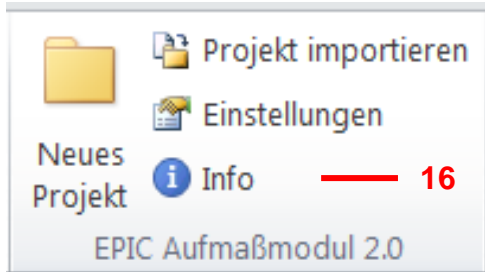 Projekt importieren
Einstellungen
Neues
Projekt
Info 16
EPIC Aufmaßmodul 2.0